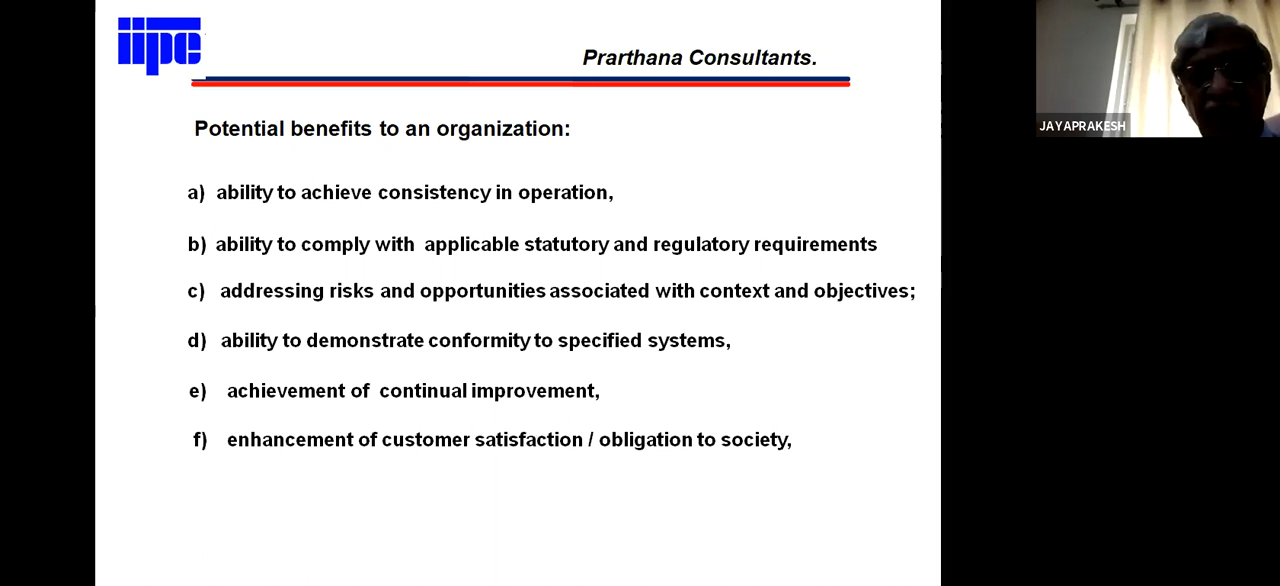 iipc
Prarthana Consultants.
JAYAPRAKESH
Potential benefits to an organization:
a) ability to achieve consistency in operation,
b) ability to comply with applicable statutory and regulatory requirements
c) addressing risks and opportunities associated with context and objectives;
d) ability to demonstrate conformity to specified systems,
e) achievement of continual improvement,
f) enhancement of customer satisfaction / obligation to society,